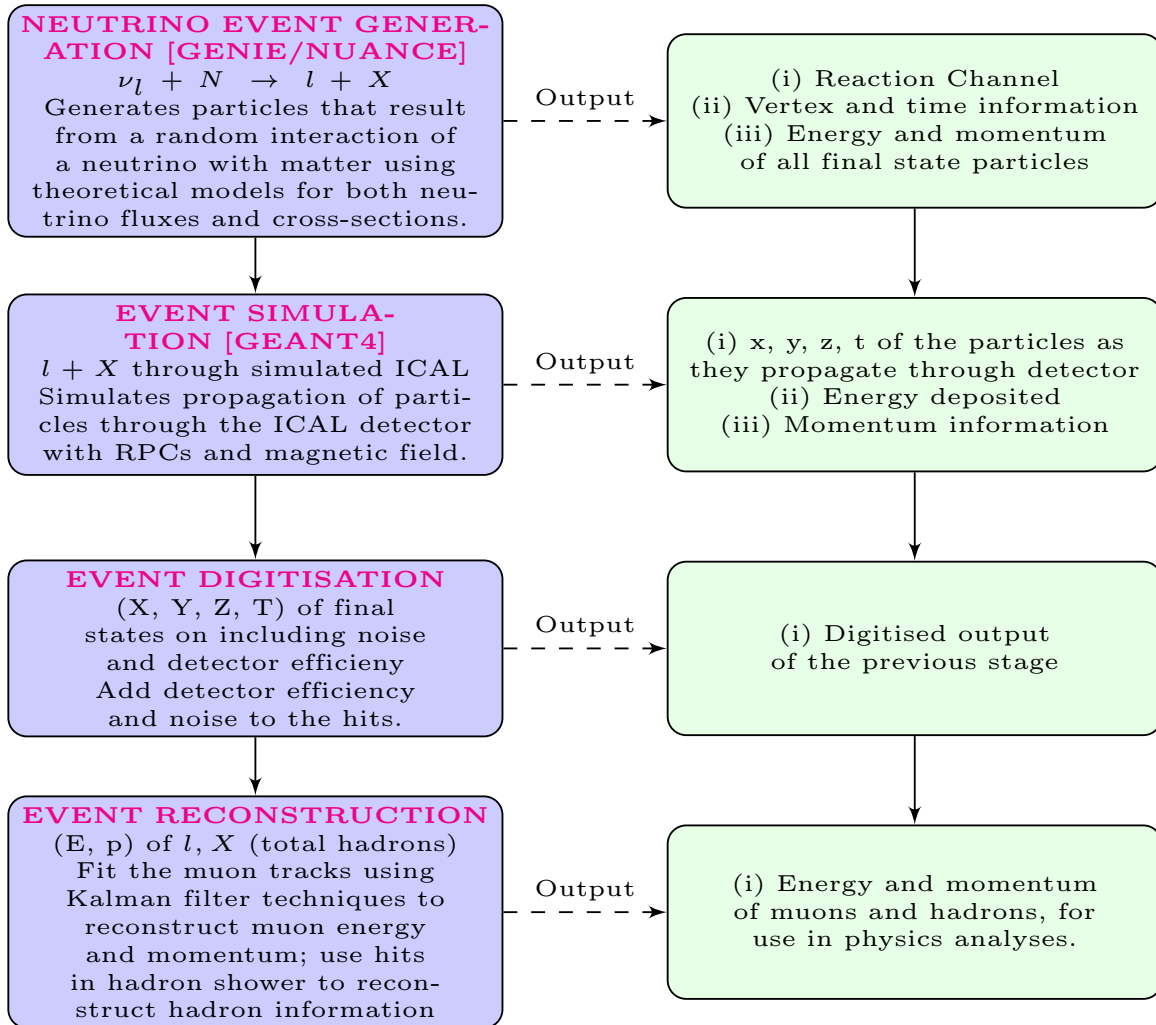 NEUTRINO EVENT GENER-
ATION [GENIE/NUANCE]
ν_l + N → l + X
Generates particles that result
from a random interaction of
a neutrino with matter using
theoretical models for both neu-
trino fluxes and cross-sections.
Output
(i) Reaction Channel
(ii) Vertex and time information
(iii) Energy and momentum
of all final state particles
EVENT SIMULA-
TION [GEANT4]
l + X through simulated ICAL
Simulates propagation of parti-
cles through the ICAL detector
with RPCs and magnetic field.
Output
(i) x, y, z, t of the particles as
they propagate through detector
(ii) Energy deposited
(iii) Momentum information
EVENT DIGITISATION
(X, Y, Z, T) of final
states on including noise
and detector efficieny
Add detector efficiency
and noise to the hits.
Output
(i) Digitised output
of the previous stage
EVENT RECONSTRUCTION
(E, p) of l, X (total hadrons)
Fit the muon tracks using
Kalman filter techniques to
reconstruct muon energy
and momentum; use hits
in hadron shower to recon-
struct hadron information
Output
(i) Energy and momentum
of muons and hadrons, for
use in physics analyses.